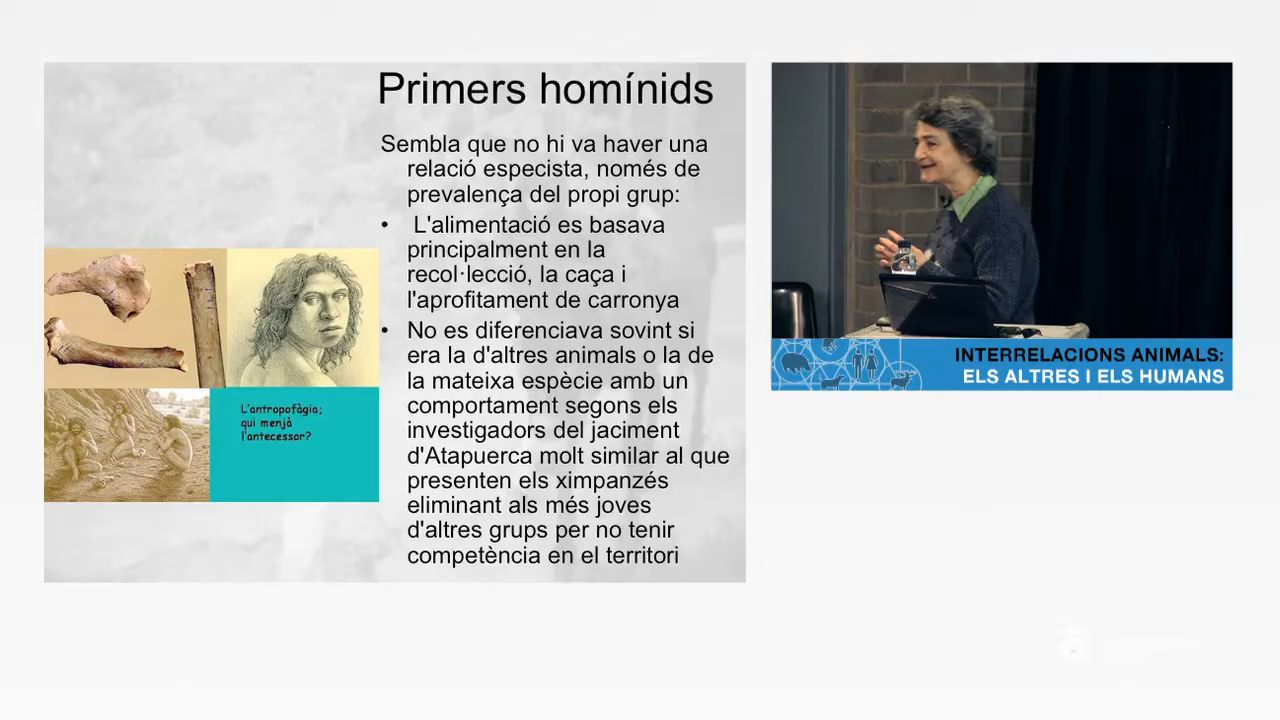 Primers homínids
Sembla que no hi va haver una
relació especista, només de
prevalença del propi grup:
• L'alimentació es basava
principalment en la
recol·lecció, la caça i
l'aprofitament de carronya
• No es diferenciava sovint si
era la d'altres animals o la de
la mateixa espècie amb un
comportament segons els
investigadors del jaciment
d'Atapuerca molt similar al que
presenten els ximpanzés
eliminant als més joves
d'altres grups per no tenir
competència en el territori
L'antropofàgia;
qui menjà
l'antecessor?
INTERRELACIONS ANIMALS:
ELS ALTRES I ELS HUMANS